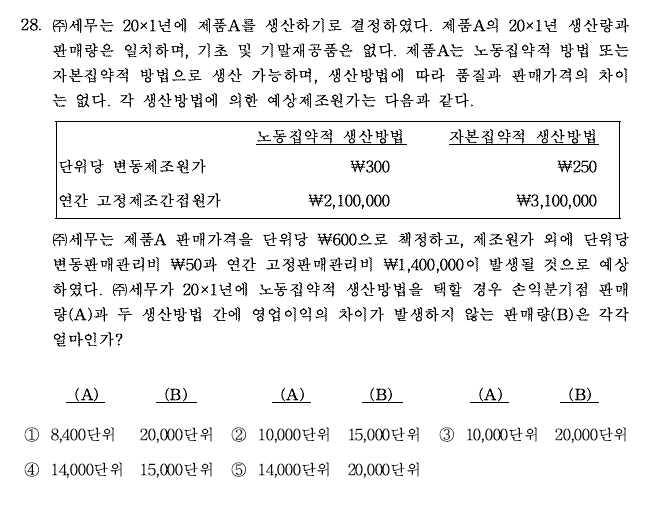 28. ㈜세무는 20×1년에 제품A를 생산하기로 결정하였다. 제품A의 20×1년 생산량과
판매량은 일치하며, 기초 및 기말재공품은 없다. 제품A는 노동집약적 방법 또는
자본집약적 방법으로 생산 가능하며, 생산방법에 따라 품질과 판매가격의 차이
는 없다. 각 생산방법에 의한 예상제조원가는 다음과 같다.
노동집약적 생산방법 자본집약적 생산방법
단위당 변동제조원가 ₩300 ₩250
연간 고정제조간접원가 ₩2,100,000 ₩3,100,000
㈜세무는 제품A 판매가격을 단위당 ₩600으로 책정하고, 제조원가 외에 단위당
변동판매관리비 ₩50과 연간 고정판매관리비 ₩1,400,000이 발생될 것으로 예상
하였다. ㈜세무가 20×1년에 노동집약적 생산방법을 택할 경우 손익분기점 판매
량(A)과 두 생산방법 간에 영업이익의 차이가 발생하지 않는 판매량(B)은 각각
얼마인가?
(A) (B) (A) (B) (A) (B)
① 8,400단위 20,000단위 ② 10,000단위 15,000단위 ③ 10,000단위 20,000단위
④ 14,000단위 15,000단위 ⑤ 14,000단위 20,000단위